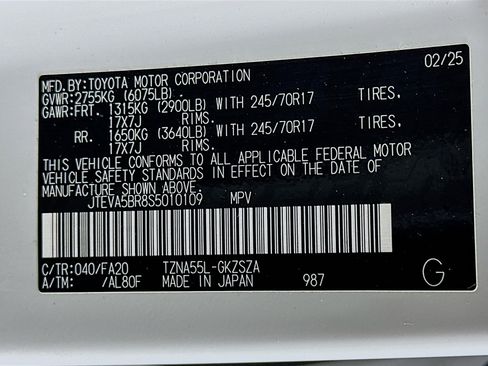 MFD.BY:TOYOTA MOTOR CORPORATION 02/25
GVWR:2755KG (6075LB)
GAWR:FRT. 1315KG (2900LB) WITH 245/70R17 TIRES.
17X7J RIMS.
RR. 1650KG (3640LB) WITH 245/70R17 TIRES.
17X7J RIMS.
THIS VEHICLE CONFORMS TO ALL APPLICABLE FEDERAL MOTOR
VEHICLE SAFETY STANDARDS IN EFFECT ON THE DATE OF
MANUFACTURE SHOWN ABOVE.
JTEVA5BR8S5010109 MPV
C/TR:040/FA20 TZNA55L-GKZSZA
A/TM: /AL80F MADE IN JAPAN 987 G